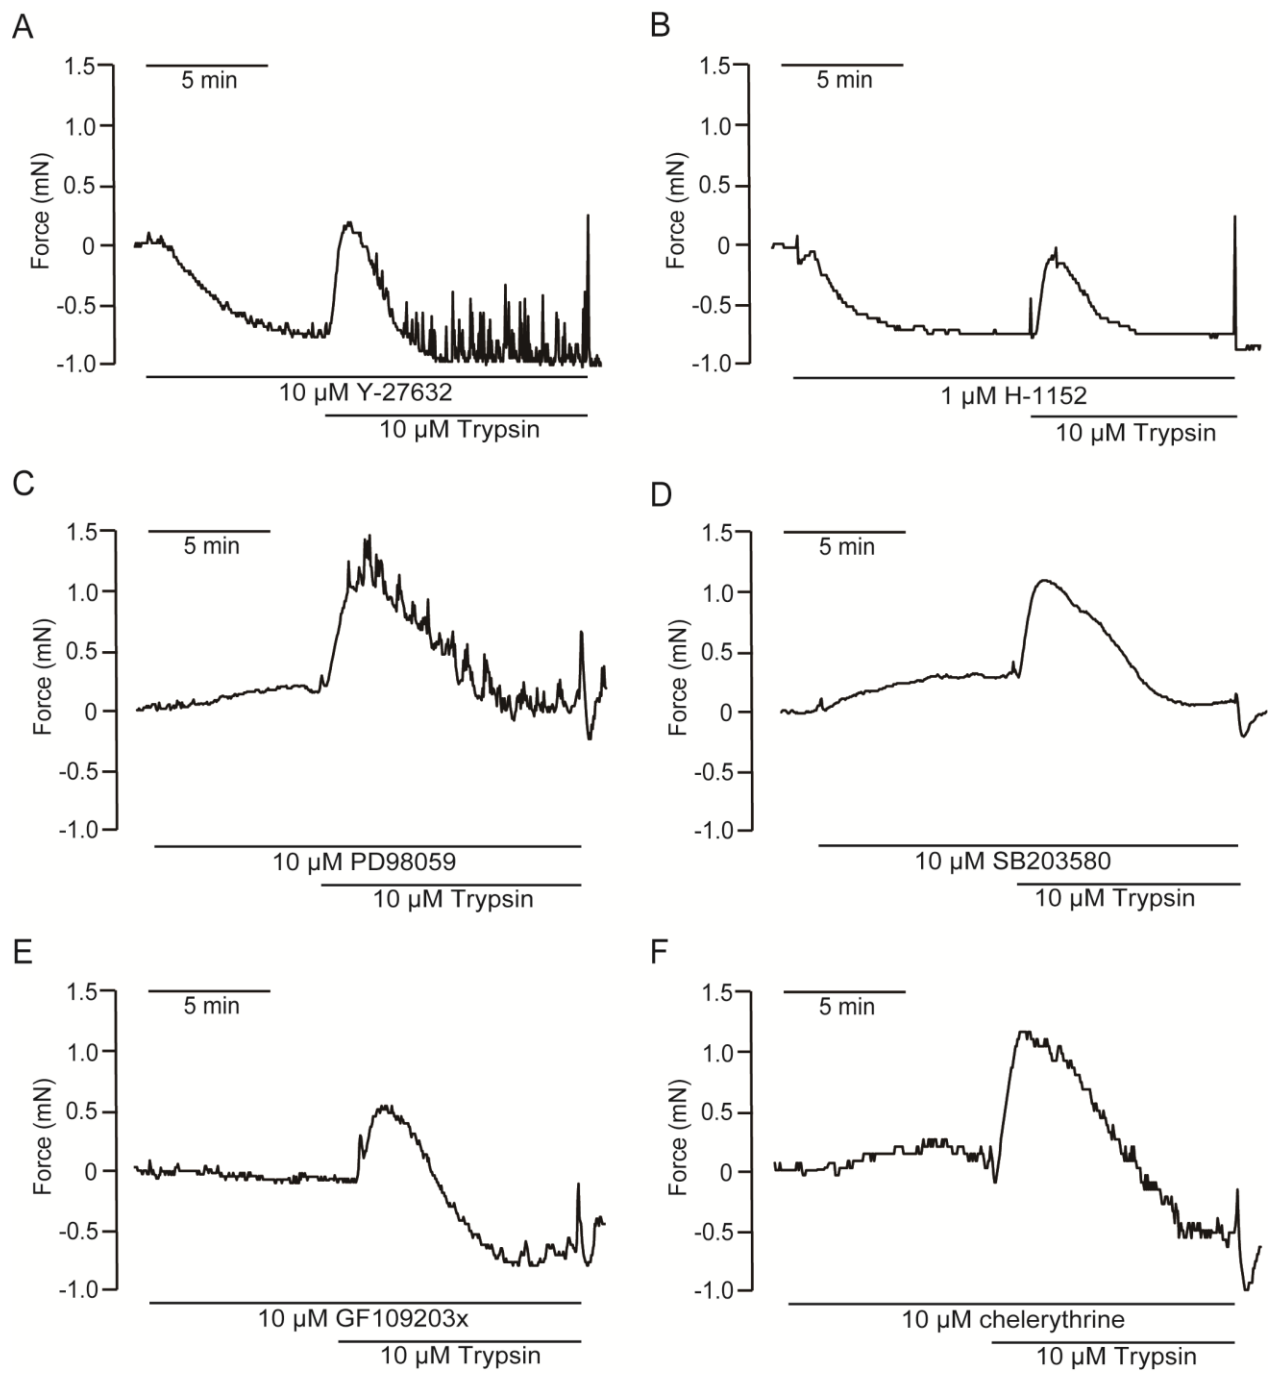 A
1.5
1.0
0.5
0
-0.5
-1.0
Force (mN)
5 min
10 µM Y-27632
10 µM Trypsin
B
1.5
1.0
0.5
0
-0.5
-1.0
Force (mN)
5 min
1 µM H-1152
10 µM Trypsin
C
1.5
1.0
0.5
0
-0.5
-1.0
Force (mN)
5 min
10 µM PD98059
10 µM Trypsin
D
1.5
1.0
0.5
0
-0.5
-1.0
Force (mN)
5 min
10 µM SB203580
10 µM Trypsin
E
1.5
1.0
0.5
0
-0.5
-1.0
Force (mN)
5 min
10 µM GF109203x
10 µM Trypsin
F
1.5
1.0
0.5
0
-0.5
-1.0
Force (mN)
5 min
10 µM chelerythrine
10 µM Trypsin